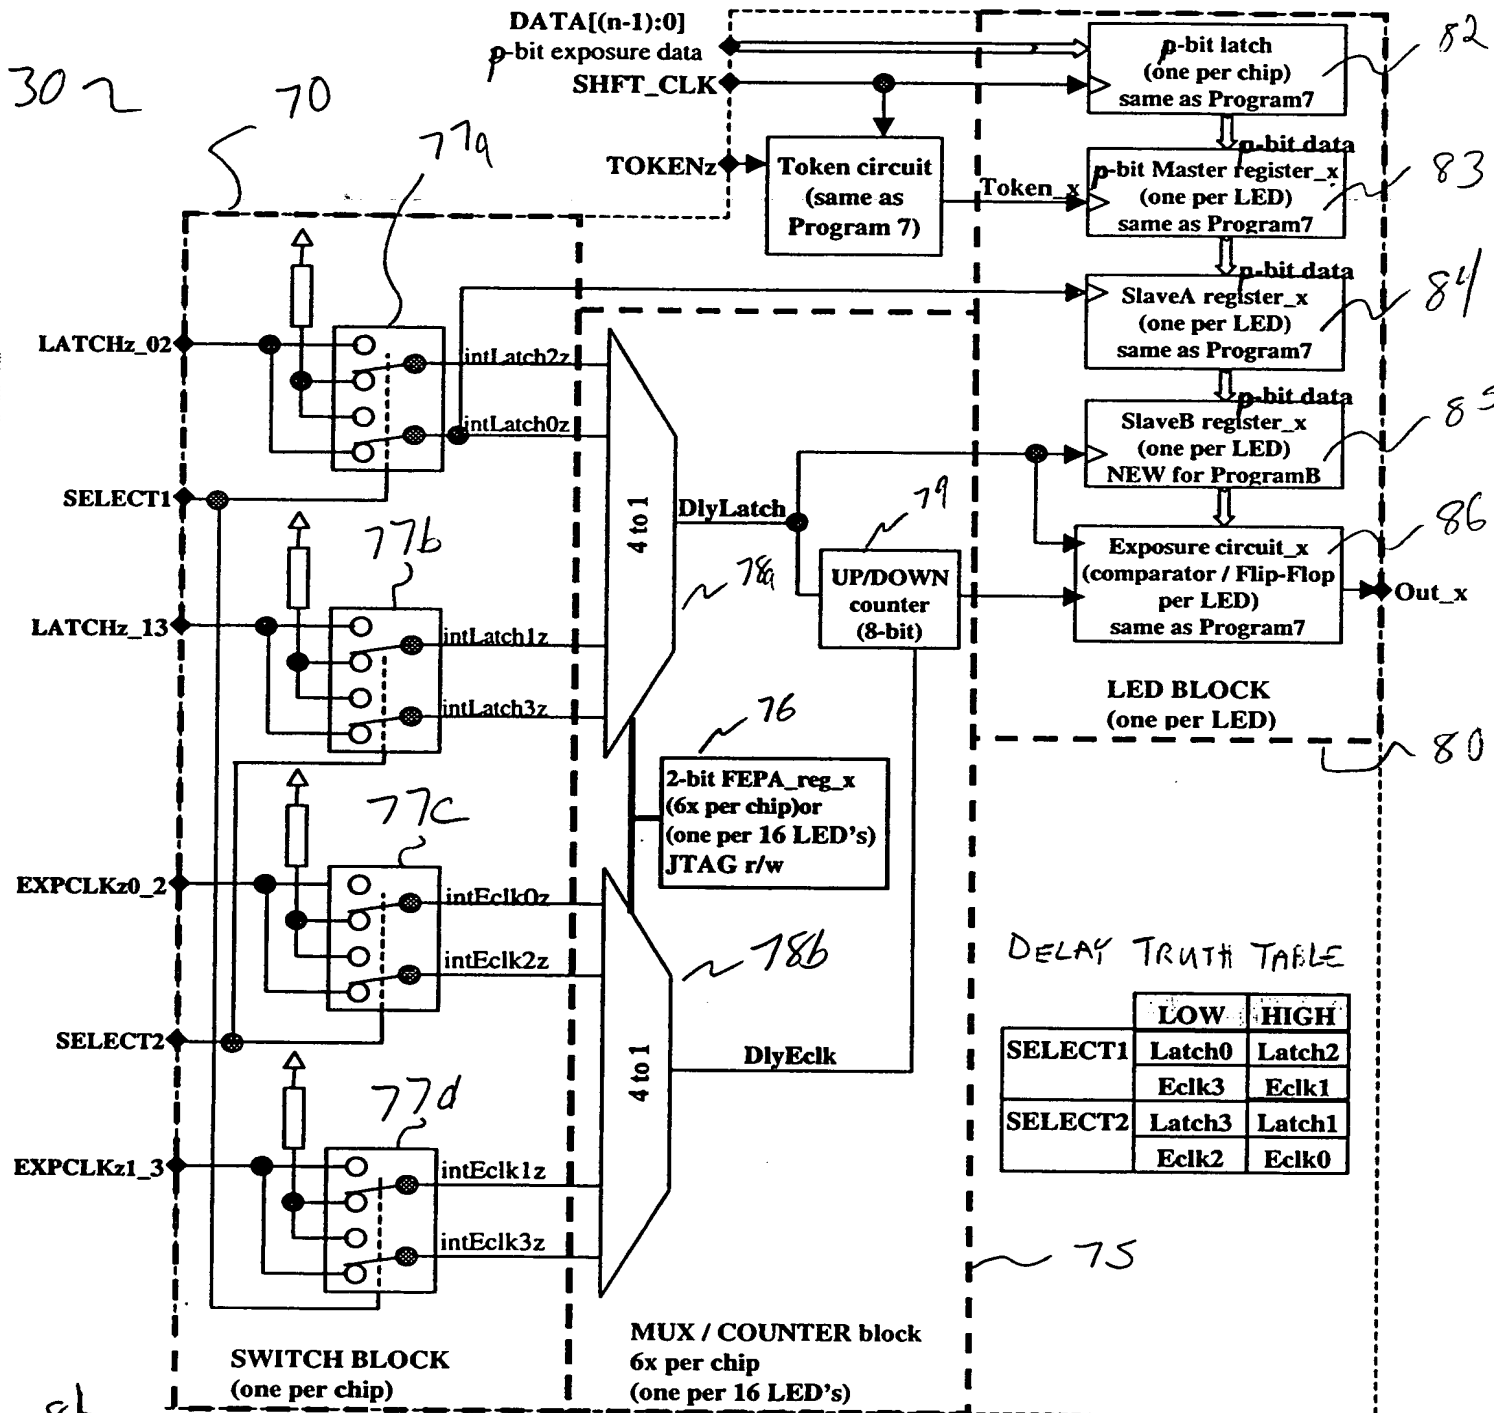 DATA[(n-1):0]
p-bit exposure data
SHFT_CLK
TOKENz
30
70
77a
Token circuit
(same as
Program 7)
Token_x
p-bit latch
(one per chip)
same as Program7
82
p-bit data
p-bit Master register_x
(one per LED)
same as Program7
83
p-bit data
SlaveA register_x
(one per LED)
same as Program7
84
p-bit data
SlaveB register_x
(one per LED)
NEW for ProgramB
85
Exposure circuit_x
(comparator / Flip-Flop
per LED)
same as Program7
86
Out_x
LED BLOCK
(one per LED)
80
LATCHz_02
intLatch2z
intLatch0z
SELECT1
77b
LATCHz_13
intLatch1z
intLatch3z
4 to 1
78a
DlyLatch
79
UP/DOWN
counter
(8-bit)
76
2-bit FEPA_reg_x
(6x per chip)or
(one per 16 LED's)
JTAG r/w
77c
EXPCLKz0_2
intEclk0z
intEclk2z
SELECT2
77d
EXPCLKz1_3
intEclk1z
intEclk3z
4 to 1
78b
DlyEclk
DELAY TRUTH TABLE
LOW HIGH
SELECT1 Latch0 Latch2
Eclk3 Eclk1
SELECT2 Latch3 Latch1
Eclk2 Eclk0
75
SWITCH BLOCK
(one per chip)
MUX / COUNTER block
6x per chip
(one per 16 LED's)